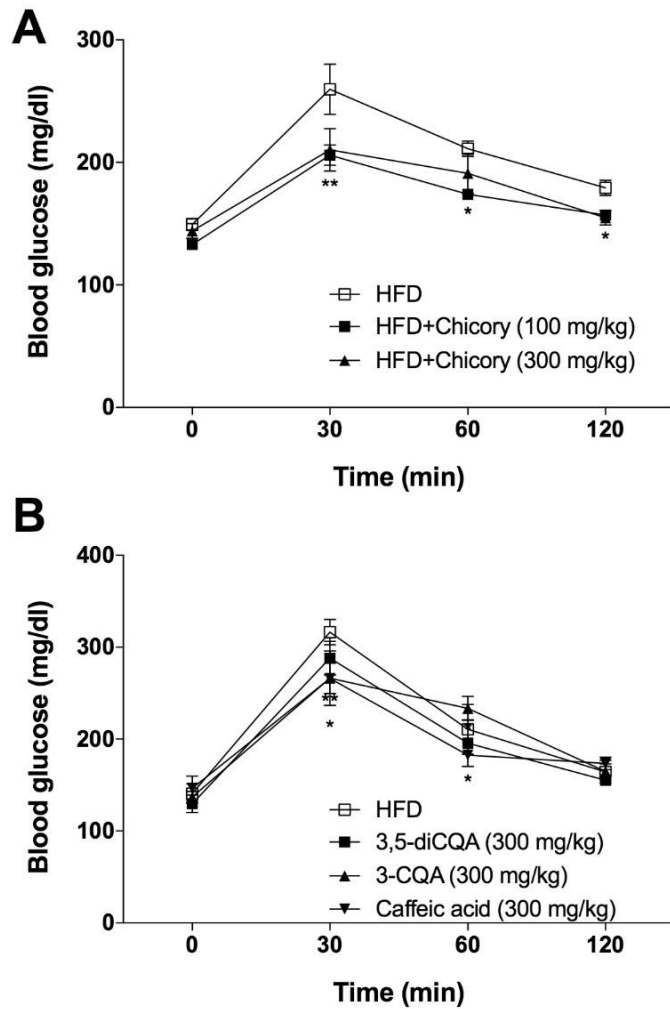 A
Blood glucose (mg/dl)
300
200
100
0
**
*
*
HFD
HFD+Chicory (100 mg/kg)
HFD+Chicory (300 mg/kg)
0 30 60 120
Time (min)
B
Blood glucose (mg/dl)
400
300
200
100
0
**
*
*
HFD
3,5-diCQA (300 mg/kg)
3-CQA (300 mg/kg)
Caffeic acid (300 mg/kg)
0 30 60 120
Time (min)